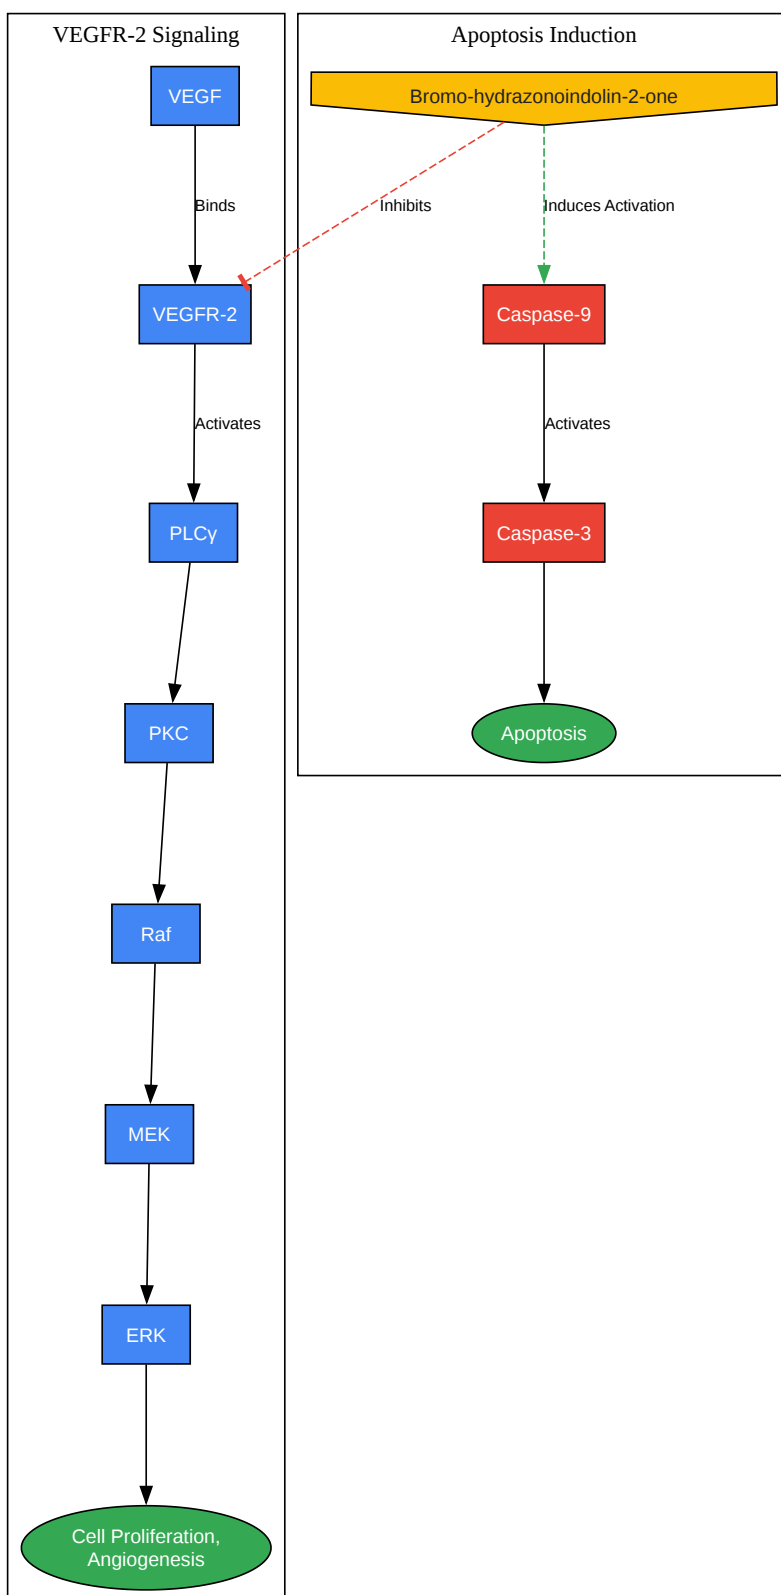 VEGFR-2 Signaling
VEGF
Binds
VEGFR-2
Activates
PLCγ
PKC
Raf
MEK
ERK
Cell Proliferation,
Angiogenesis
Apoptosis Induction
Bromo-hydrazonoindolin-2-one
Inhibits
Induces Activation
Caspase-9
Activates
Caspase-3
Apoptosis